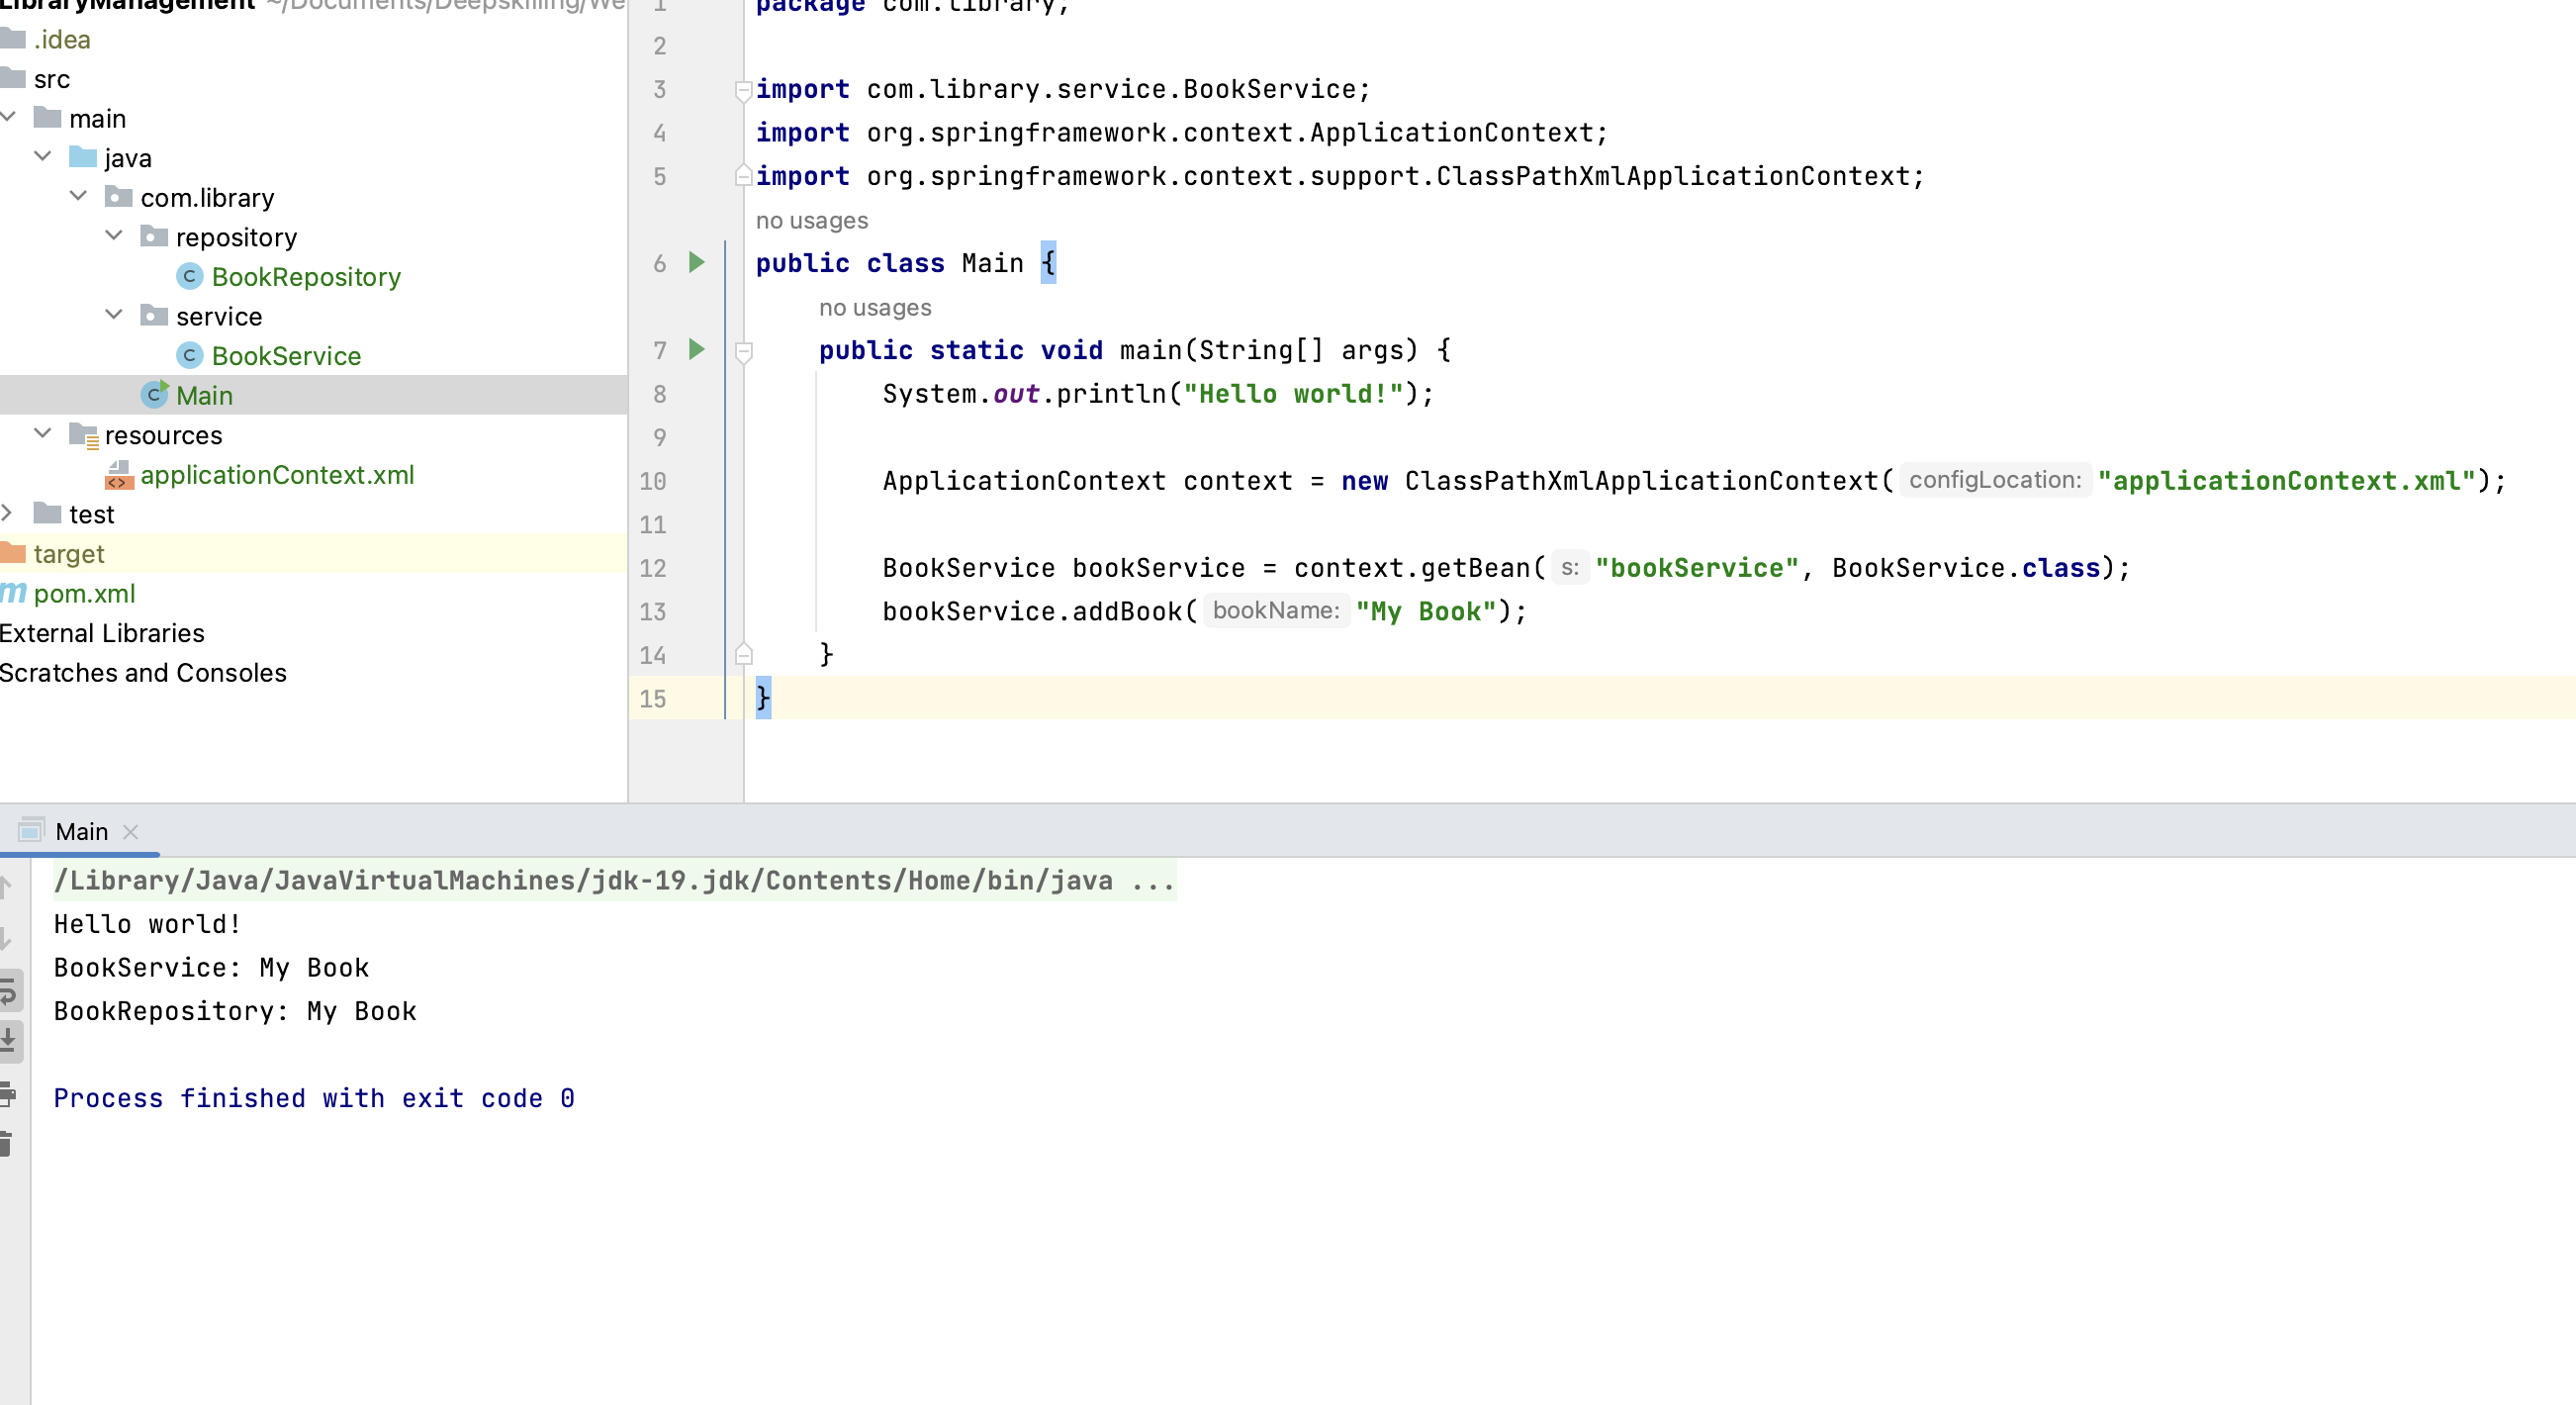 LibraryManagement ~/Documents/Deepskilling/We
.idea
src
main
java
com.library
repository
BookRepository
service
BookService
Main
resources
applicationContext.xml
test
target
pom.xml
External Libraries
Scratches and Consoles
1 package com.library;
2
3 import com.library.service.BookService;
4 import org.springframework.context.ApplicationContext;
5 import org.springframework.context.support.ClassPathXmlApplicationContext;
no usages
6 public class Main {
no usages
7 public static void main(String[] args) {
8 System.out.println("Hello world!");
9
10 ApplicationContext context = new ClassPathXmlApplicationContext( configLocation: "applicationContext.xml");
11
12 BookService bookService = context.getBean( s: "bookService", BookService.class);
13 bookService.addBook( bookName: "My Book");
14 }
15 }
Main
/Library/Java/JavaVirtualMachines/jdk-19.jdk/Contents/Home/bin/java ...
Hello world!
BookService: My Book
BookRepository: My Book
Process finished with exit code 0